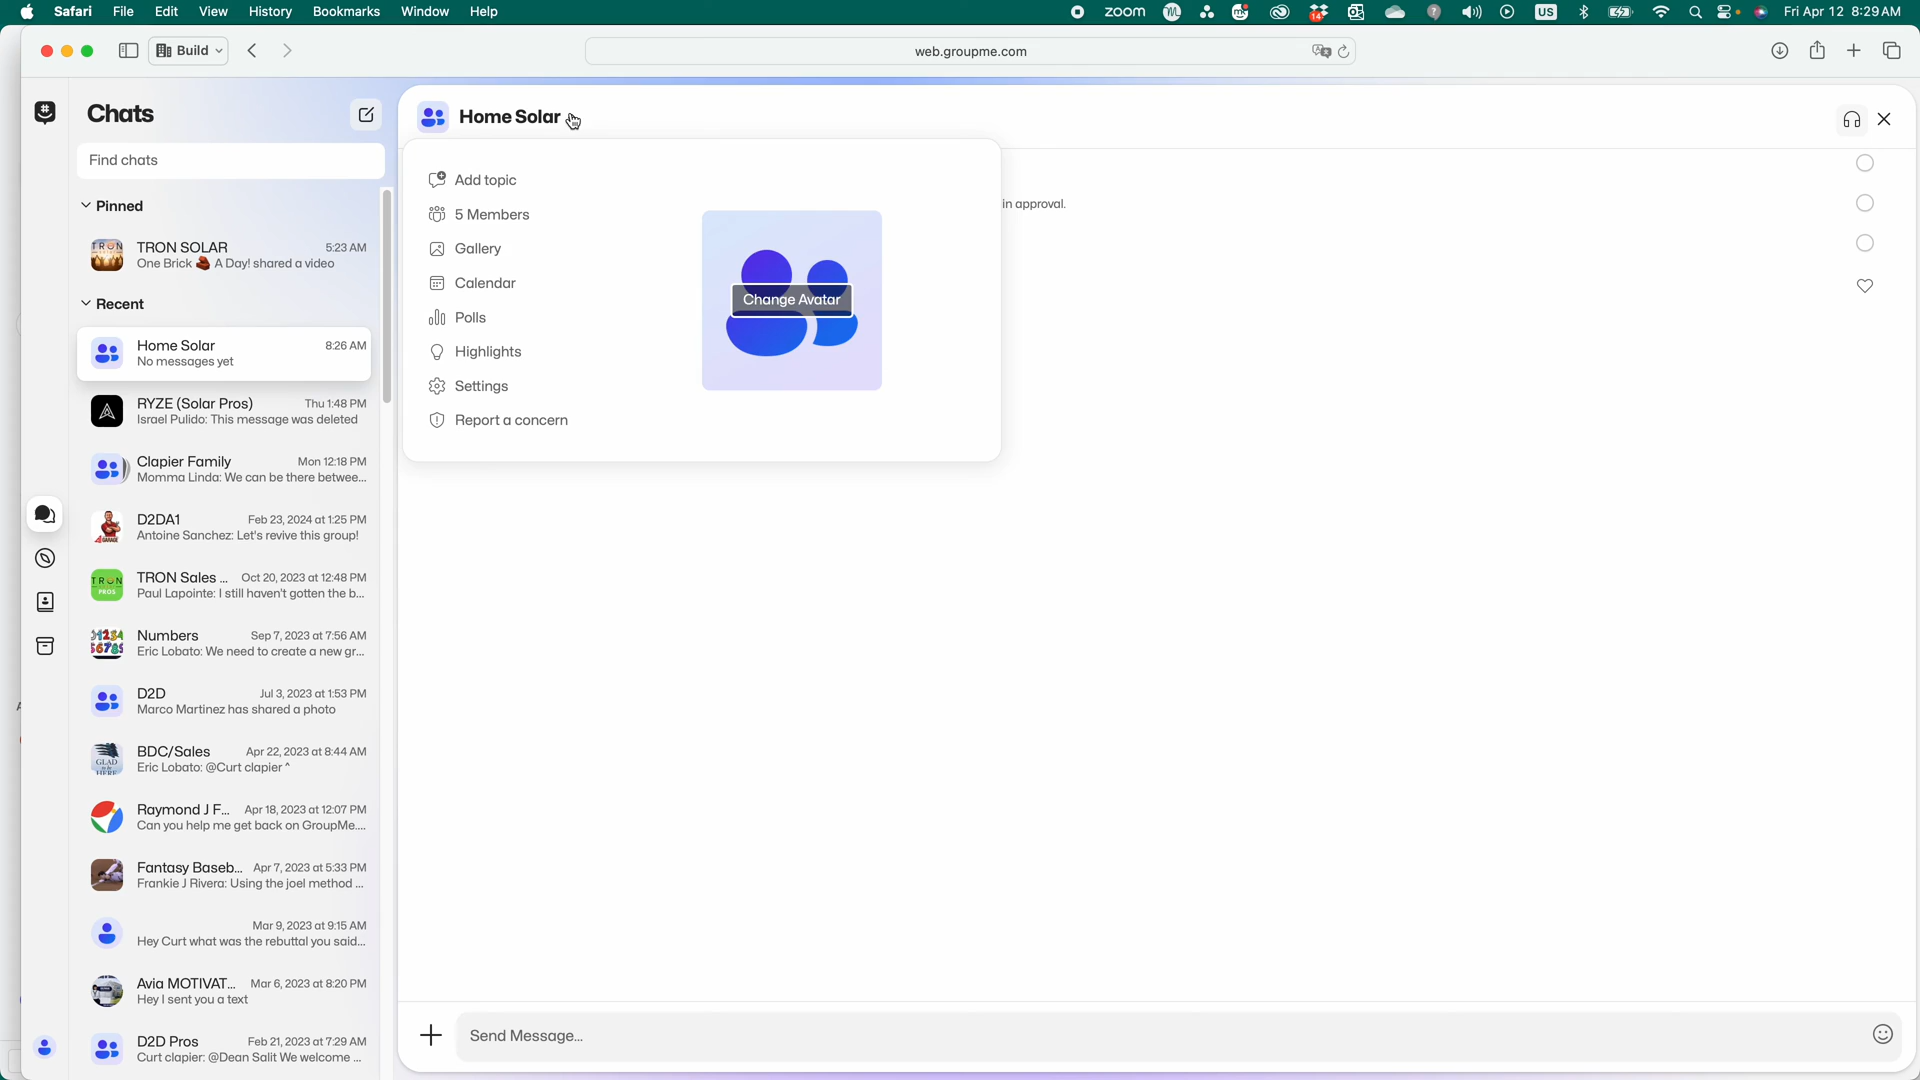 Safari File Edit View History Bookmarks Window Help zoom 14 US Fri Apr 12 8:29 AM
Build web.groupme.com
Chats
Find chats
Pinned
TRON SOLAR 5:23 AM
One Brick 🧱 A Day! shared a video
Recent
Home Solar 8:26 AM
No messages yet
RYZE (Solar Pros) Thu 1:48 PM
Israel Pulido: This message was deleted
Clapier Family Mon 12:18 PM
Momma Linda: We can be there betwee...
D2DA1 Feb 23, 2024 at 1:25 PM
Antoine Sanchez: Let's revive this group!
TRON Sales ... Oct 20, 2023 at 12:48 PM
Paul Lapointe: I still haven't gotten the b...
Numbers Sep 7, 2023 at 7:56 AM
Eric Lobato: We need to create a new gr...
D2D Jul 3, 2023 at 1:53 PM
Marco Martinez has shared a photo
BDC/Sales Apr 22, 2023 at 8:44 AM
Eric Lobato: @Curt clapier ^
Raymond J F... Apr 18, 2023 at 12:07 PM
Can you help me get back on GroupMe....
Fantasy Baseb... Apr 7, 2023 at 5:33 PM
Frankie J Rivera: Using the joel method ...
Mar 9, 2023 at 9:15 AM
Hey Curt what was the rebuttal you said...
Avia MOTIVAT... Mar 6, 2023 at 8:20 PM
Hey I sent you a text
D2D Pros Feb 21, 2023 at 7:29 AM
Curt clapier: @Dean Salit We welcome ...
Home Solar
Add topic
5 Members
Gallery
Calendar
Polls
Highlights
Settings
Report a concern
Change Avatar
in approval.
Send Message...